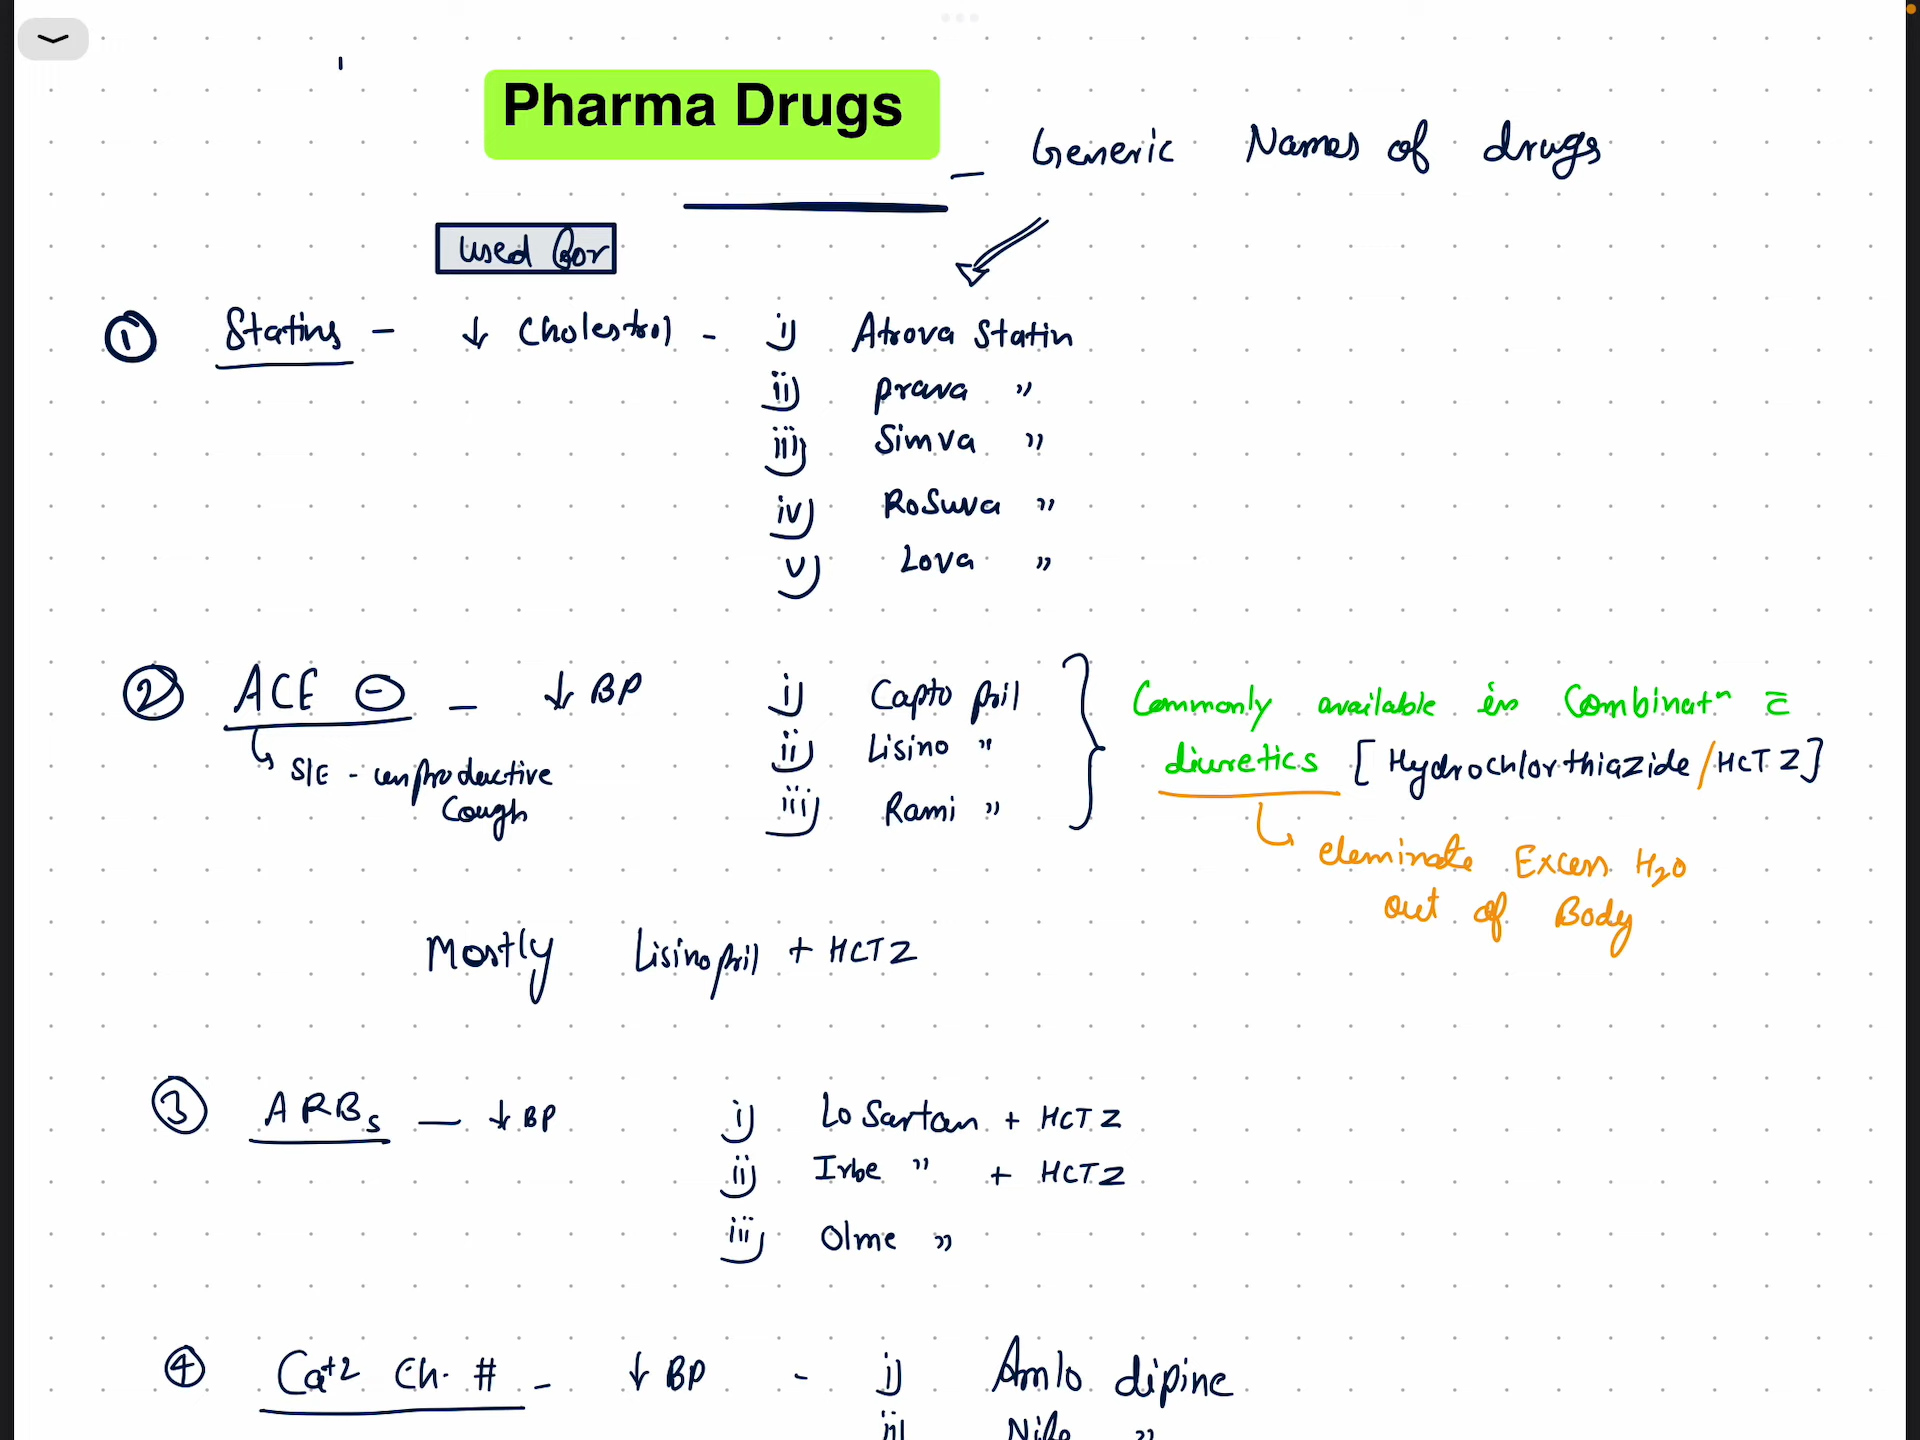 Pharma Drugs
– Generic Names of drugs
used for
① Statins – ↓ Cholestrol - i) Atrova Statin
ii) prava "
iii) Simva "
iv) RoSuva "
v) Lova "
② ACE ⊖ – ↓ BP i) Capto pril
ii) Lisino "
iii) Rami "
S/E - unproductive
Cough
Commonly available in Combinatⁿ c̄
diuretics [Hydrochlorthiazide/HCTZ]
eleminate Excess H₂O
out of Body
Mostly Lisinopril + HCTZ
③ ARBs — ↓ BP i) Lo Sartan + HCTZ
ii) Irbe " + HCTZ
iii) Olme "
④ Ca+2 Ch. # - ↓ BP - i) Amlo dipine
ii) Nife "